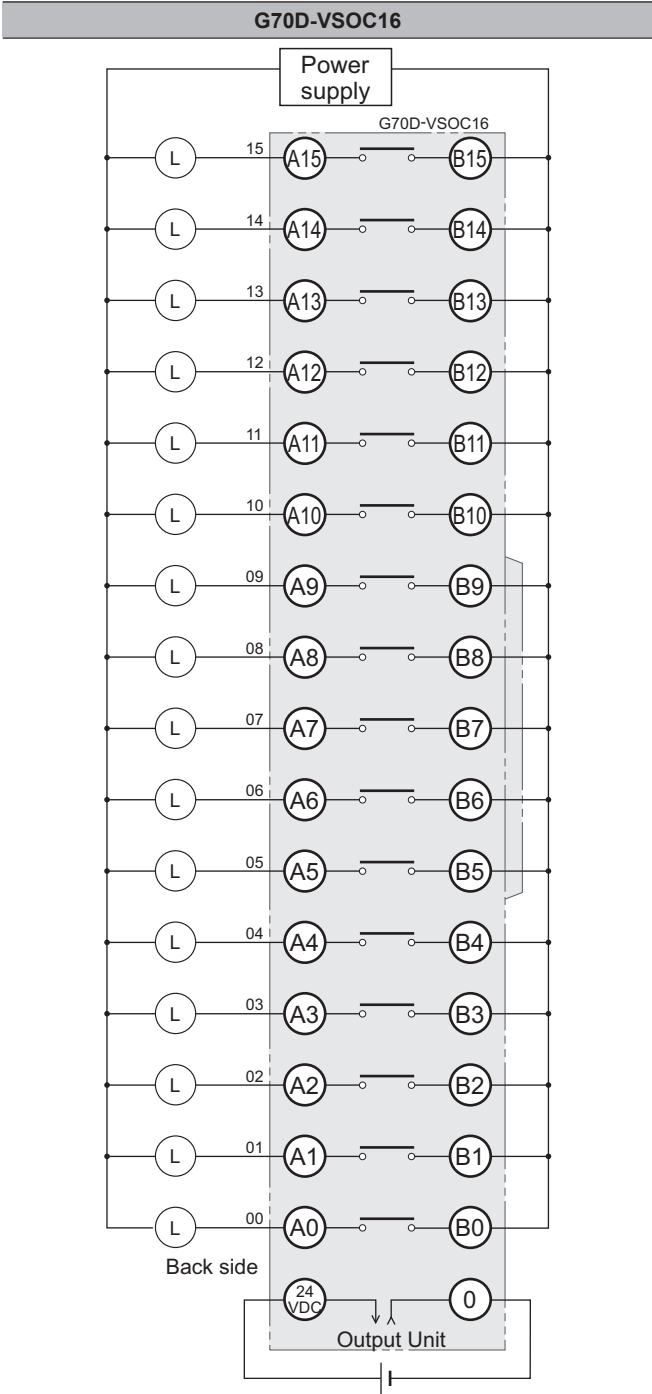 G70D-VSOC16
Power
supply
G70D-VSOC16
L 15 A15 B15
L 14 A14 B14
L 13 A13 B13
L 12 A12 B12
L 11 A11 B11
L 10 A10 B10
L 09 A9 B9
L 08 A8 B8
L 07 A7 B7
L 06 A6 B6
L 05 A5 B5
L 04 A4 B4
L 03 A3 B3
L 02 A2 B2
L 01 A1 B1
L 00 A0 B0
Back side
24
VDC
0
Output Unit